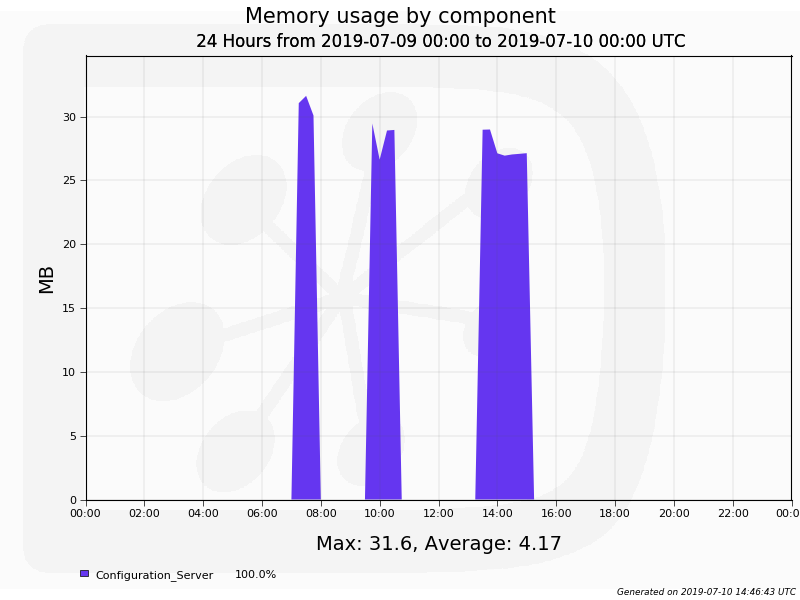 Memory usage by component
24 Hours from 2019-07-09 00:00 to 2019-07-10 00:00 UTC
30
25
20
15
10
5
0
MB
00:00 02:00 04:00 06:00 08:00 10:00 12:00 14:00 16:00 18:00 20:00 22:00 00:0
Max: 31.6, Average: 4.17
Configuration_Server 100.0%
Generated on 2019-07-10 14:46:43 UTC